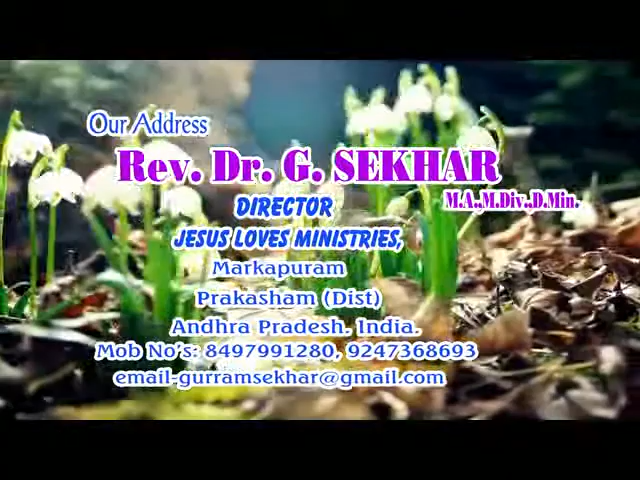 Our Address
Rev. Dr. G. SEKHAR
M.A.,M.Div.,D.Min.
DIRECTOR
JESUS LOVES MINISTRIES,
Markapuram
Prakasham (Dist)
Andhra Pradesh. India.
Mob No's: 8497991280, 9247368693
email-gurramsekhar@gmail.com